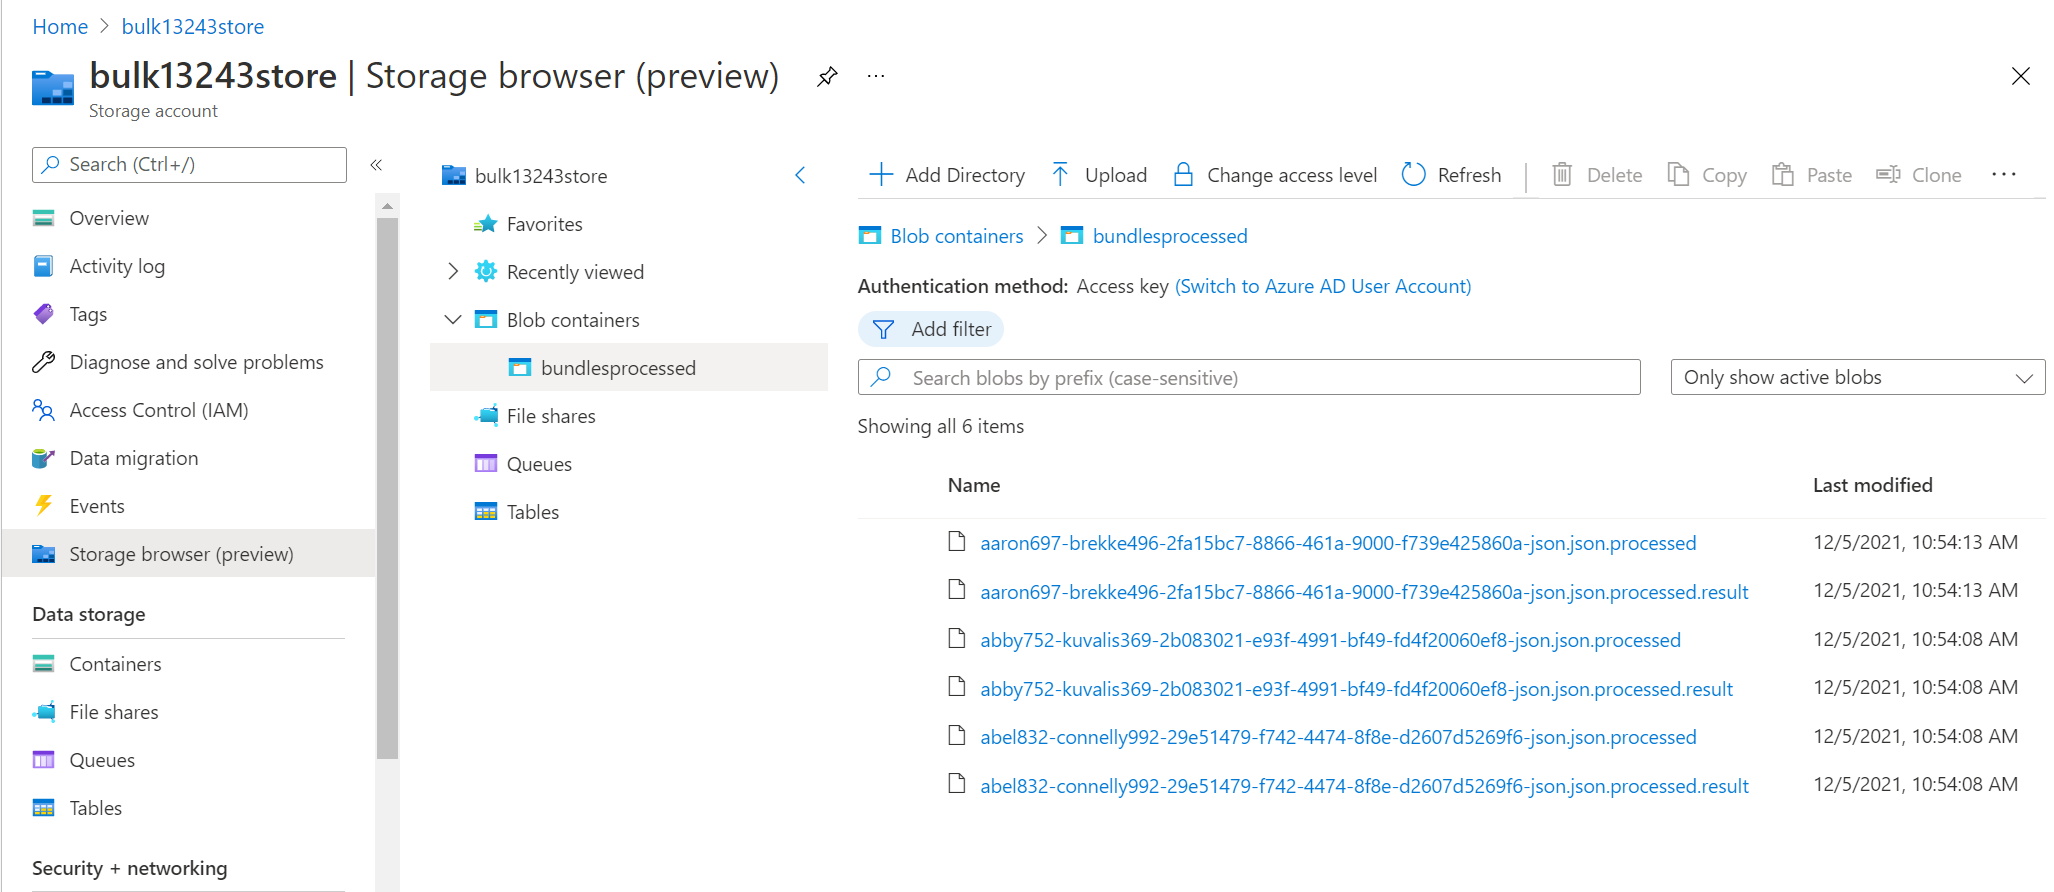 Home > bulk13243store
bulk13243store | Storage browser (preview) ...
Storage account
Search (Ctrl+/) «
Overview
Activity log
Tags
Diagnose and solve problems
Access Control (IAM)
Data migration
Events
Storage browser (preview)
Data storage
Containers
File shares
Queues
Tables
Security + networking
bulk13243store
Favorites
Recently viewed
Blob containers
bundlesprocessed
File shares
Queues
Tables
Add Directory Upload Change access level Refresh Delete Copy Paste Clone ...
Blob containers > bundlesprocessed
Authentication method: Access key (Switch to Azure AD User Account)
Add filter
Search blobs by prefix (case-sensitive) Only show active blobs
Showing all 6 items
Name Last modified
aaron697-brekke496-2fa15bc7-8866-461a-9000-f739e425860a-json.json.processed 12/5/2021, 10:54:13 AM
aaron697-brekke496-2fa15bc7-8866-461a-9000-f739e425860a-json.json.processed.result 12/5/2021, 10:54:13 AM
abby752-kuvalis369-2b083021-e93f-4991-bf49-fd4f20060ef8-json.json.processed 12/5/2021, 10:54:08 AM
abby752-kuvalis369-2b083021-e93f-4991-bf49-fd4f20060ef8-json.json.processed.result 12/5/2021, 10:54:08 AM
abel832-connelly992-29e51479-f742-4474-8f8e-d2607d5269f6-json.json.processed 12/5/2021, 10:54:08 AM
abel832-connelly992-29e51479-f742-4474-8f8e-d2607d5269f6-json.json.processed.result 12/5/2021, 10:54:08 AM